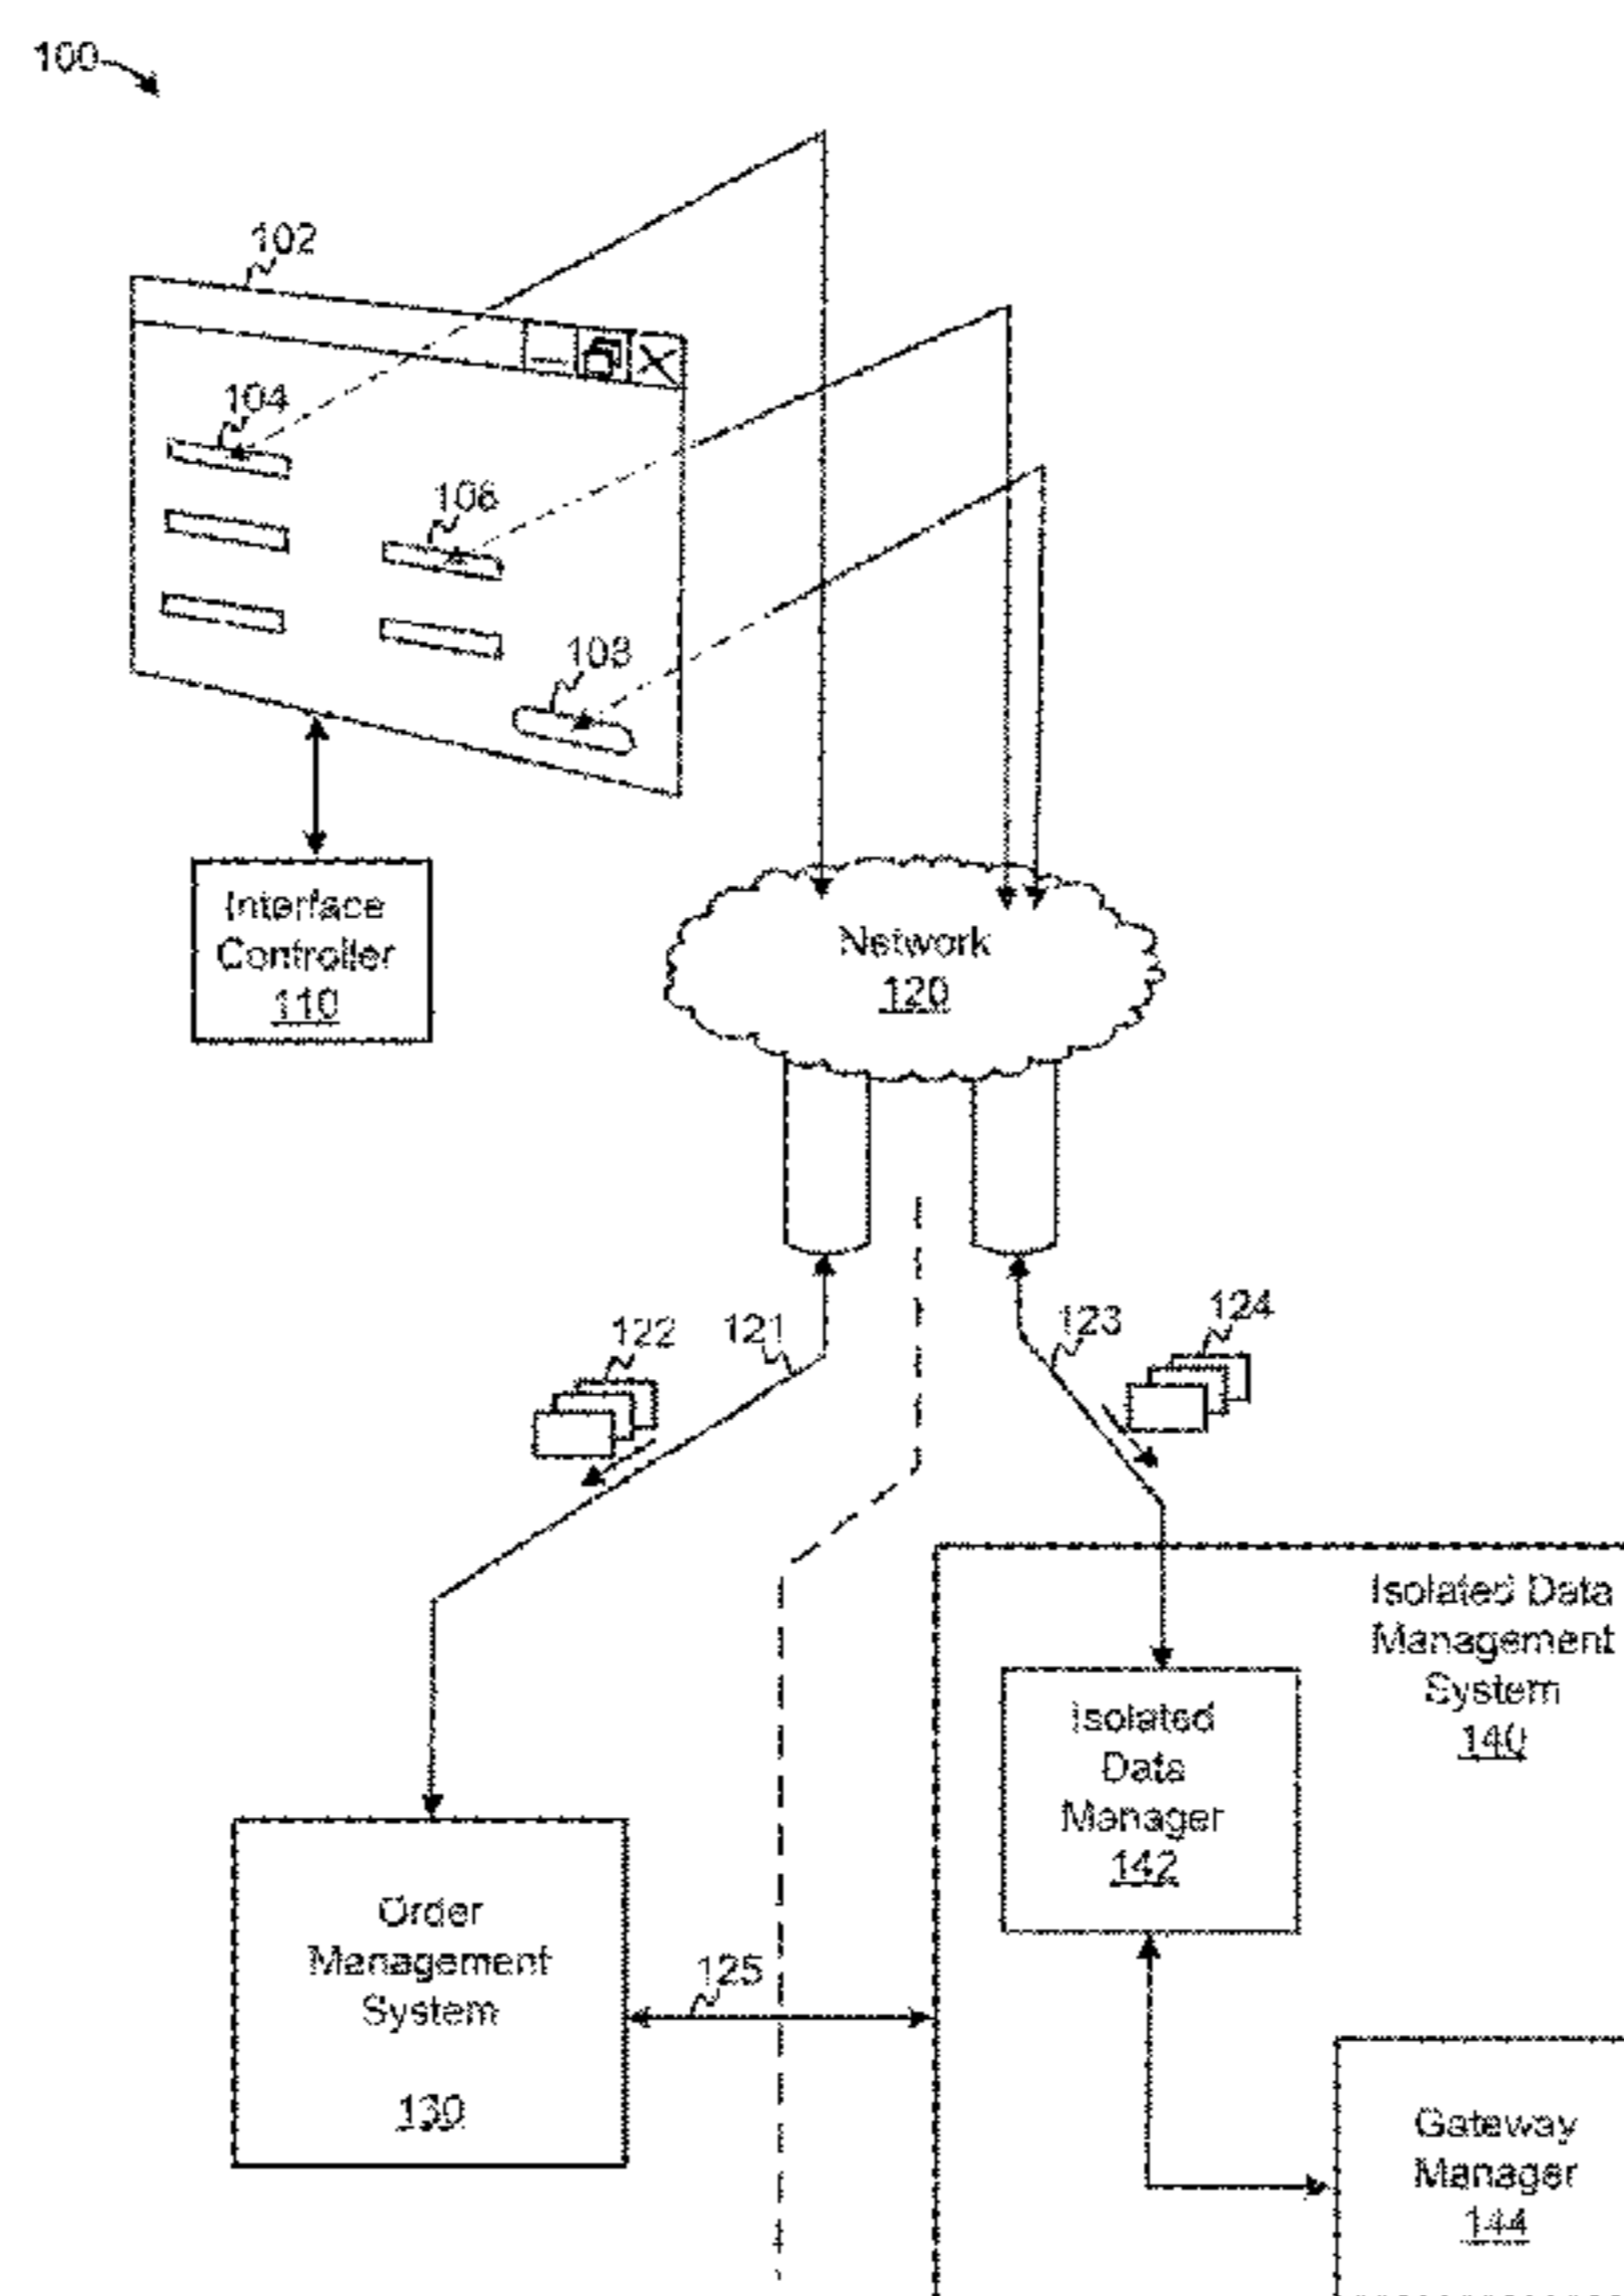 100
102
104
106
108
Interface
Controller
110
Network
120
122
121
123
124
Isolated Data
Management
System
140
Isolated
Data
Manager
142
Order
Management
System
130
125
Gateway
Manager
144